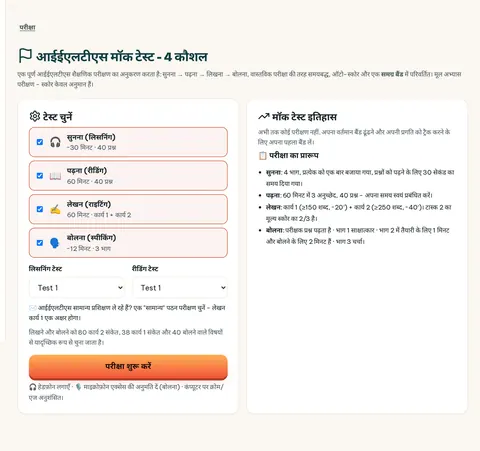 परीक्षा
आईईएलटीएस मॉक टेस्ट - 4 कौशल
एक पूर्ण आईईएलटीएस शैक्षणिक परीक्षण का अनुकरण करता है: सुनना → पढ़ना → लिखना → बोलना, वास्तविक परीक्षा की तरह समयबद्ध, ऑटो-स्कोर और एक समग्र बैंड में परिवर्तित। मूल अभ्यास
परीक्षण - स्कोर केवल अनुमान हैं।
टेस्ट चुनें
सुनना (लिसनिंग)
~30 मिनट · 40 प्रश्न
पढ़ना (रीडिंग)
60 मिनट · 40 प्रश्न
लेखन (राइटिंग)
60 मिनट · कार्य 1 + कार्य 2
बोलना (स्पीकिंग)
~12 मिनट · 3 भाग
लिसनिंग टेस्ट
रीडिंग टेस्ट
Test 1
Test 1
आईईएलटीएस सामान्य प्रशिक्षण ले रहे हैं? एक "सामान्य" पठन परीक्षण चुनें - लेखन
कार्य 1 एक अक्षर होगा।
लिखने और बोलने को 80 कार्य 2 संकेत, 38 कार्य 1 संकेत और 40 बोलने वाले विषयों
से यादृच्छिक रूप से चुना जाता है।
परीक्षा शुरू करें
हेडफ़ोन लगाएँ · माइक्रोफ़ोन एक्सेस की अनुमति दें (बोलना) · कंप्यूटर पर क्रोम/
एज अनुशंसित।
मॉक टेस्ट इतिहास
अभी तक कोई परीक्षण नहीं. अपना वर्तमान बैंड ढूंढने और अपनी प्रगति को ट्रैक करने के
लिए अपना पहला बैंड लें।
परीक्षा का प्रारूप
सुनना: 4 भाग, प्रत्येक को एक बार बजाया गया, प्रश्नों को पढ़ने के लिए 30 सेकंड का
समय दिया गया।
पढ़ना: 60 मिनट में 3 अनुच्छेद, 40 प्रश्न - अपना समय स्वयं प्रबंधित करें।
लेखन: कार्य 1 (≥150 शब्द, ~20') + कार्य 2 (≥250 शब्द, ~40')। टास्क 2 का
मूल्य स्कोर का 2/3 है।
बोलना: परीक्षक प्रश्न पढ़ता है · भाग 1 साक्षात्कार · भाग 2 में तैयारी के लिए 1 मिनट
और बोलने के लिए 2 मिनट हैं · भाग 3 चर्चा।